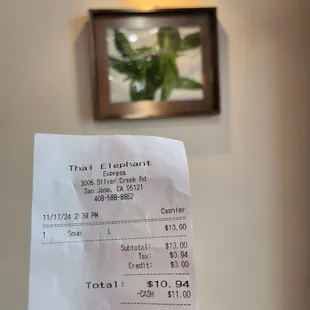 Thai Elephant
Express
3005 Silver Creek Rd
San Jose, CA 95121
408-588-8862
11/17/24 2:39 PM Cashier
1 Soup L $10.00
Subtotal: $10.00
Tax: $0.94
Credit: $0.00
Total: $10.94
-CASH $11.00